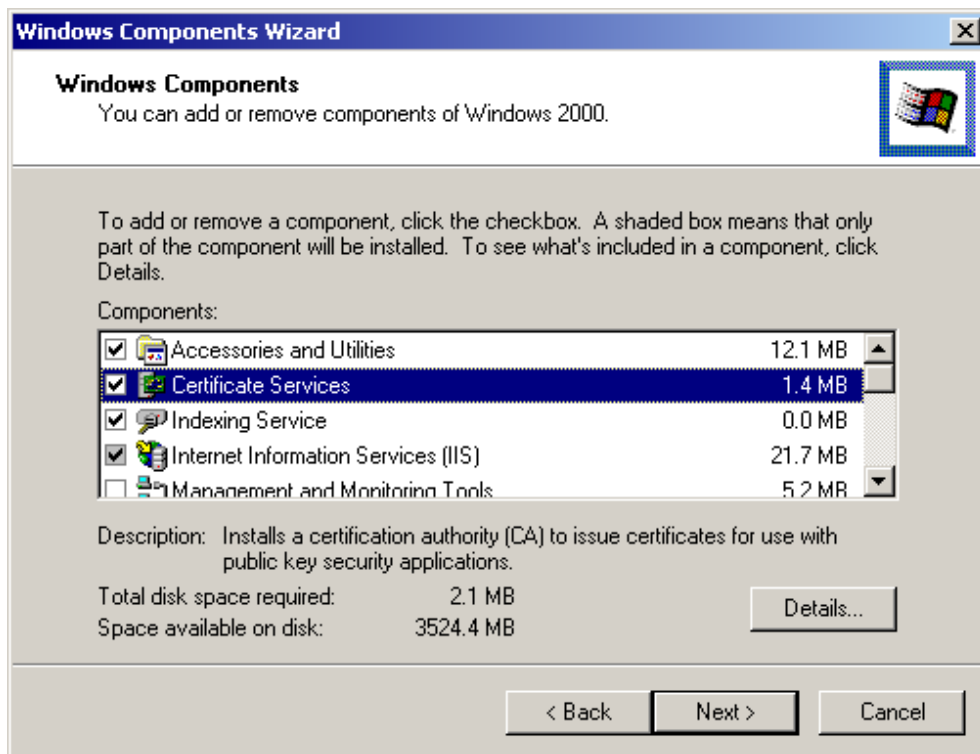 Windows Components Wizard
Windows Components
You can add or remove components of Windows 2000.
To add or remove a component, click the checkbox. A shaded box means that only
part of the component will be installed. To see what's included in a component, click
Details.
Components:
Accessories and Utilities 12.1 MB
Certificate Services 1.4 MB
Indexing Service 0.0 MB
Internet Information Services (IIS) 21.7 MB
Management and Monitoring Tools 5.2 MB
Description: Installs a certification authority (CA) to issue certificates for use with
public key security applications.
Total disk space required: 2.1 MB
Space available on disk: 3524.4 MB
Details...
< Back Next > Cancel